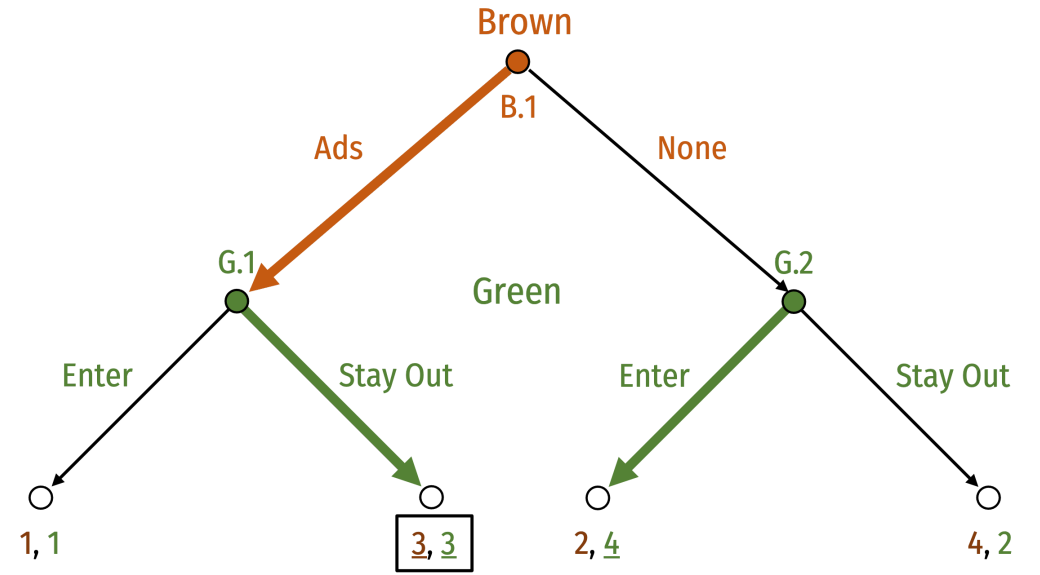 Brown
B.1
Ads
None
G.1
G.2
Green
Enter
Stay Out
Enter
Stay Out
1, 1
3, 3
2, 4
4, 2